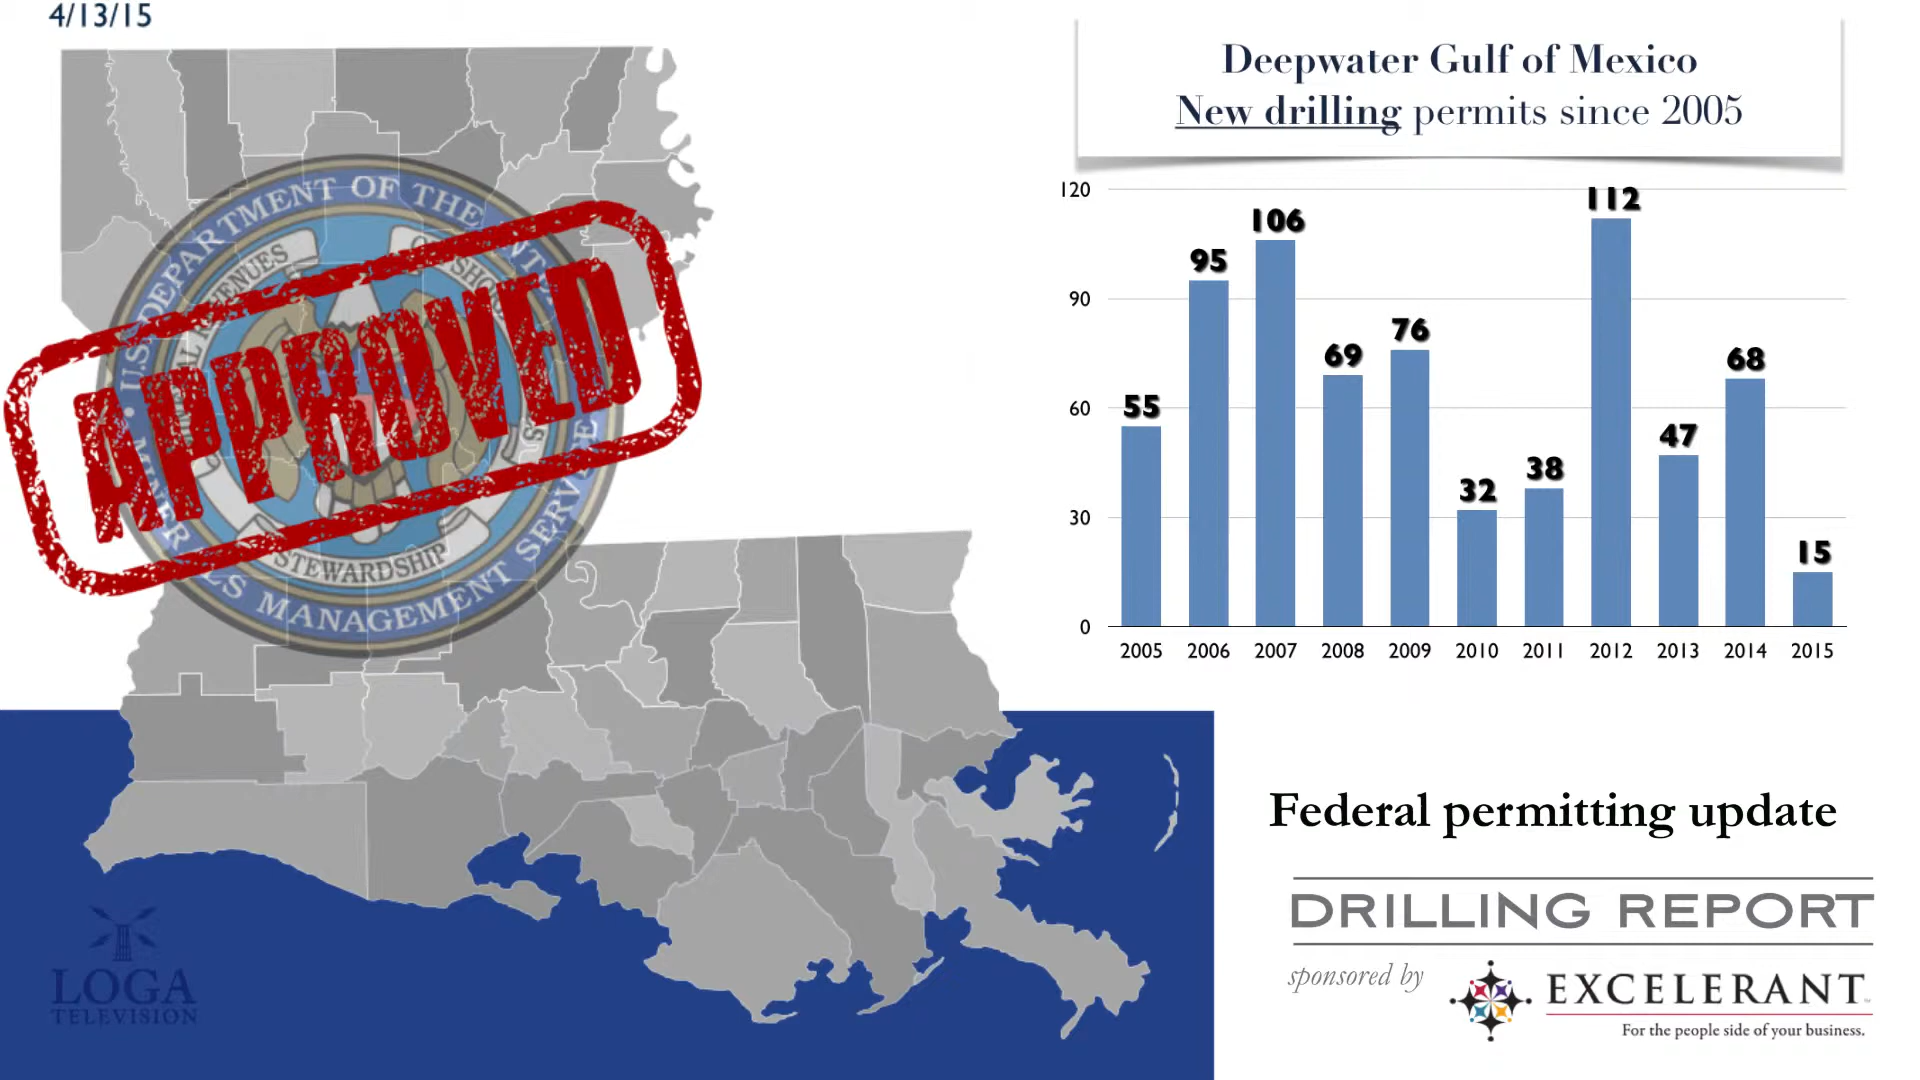 4/13/15
U.S. DEPARTMENT OF THE
MINERALS MANAGEMENT SERVICE
STEWARDSHIP
APPROVED
Deepwater Gulf of Mexico
New drilling permits since 2005
120
90
60
30
0
55
95
106
69
76
32
38
112
47
68
15
2005 2006 2007 2008 2009 2010 2011 2012 2013 2014 2015
Federal permitting update
DRILLING REPORT
sponsored by
EXCELERANT
For the people side of your business.
LOGA
TELEVISION